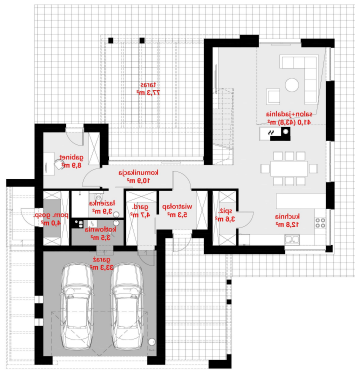 taras
77,3 m²
salon+jadalnia
41,0 (43,8) m²
gabinet
8,9 m²
komunikacja
10,9 m²
łazienka
3,9 m²
gard.
4,7 m²
wiatrołap
5,3 m²
spiż.
3,6 m²
kuchnia
12,8 m²
pom. gosp.
4,0 m²
kotłownia
3,5 m²
garaż
33,3 m²